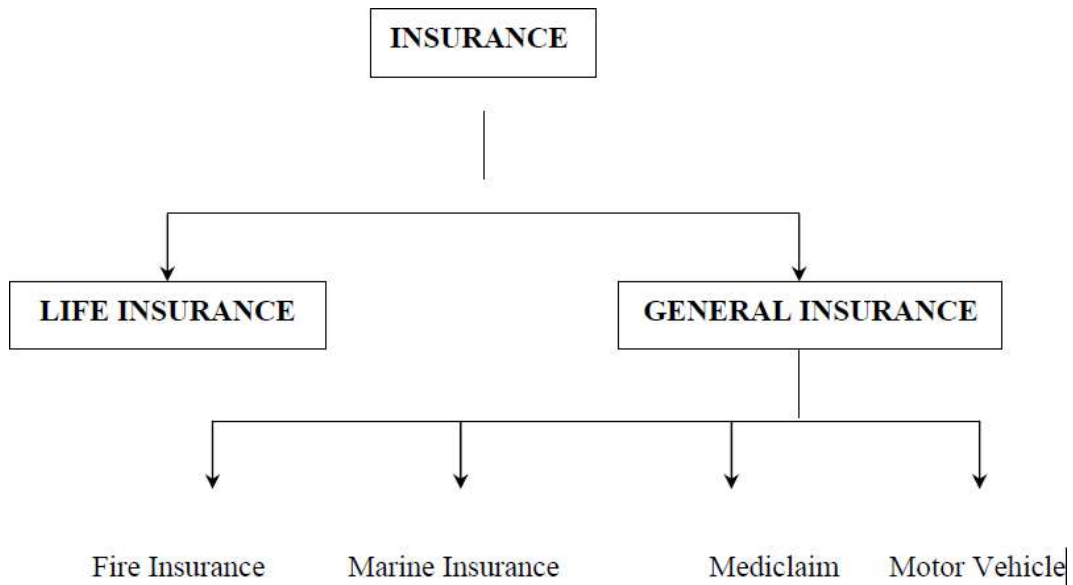 INSURANCE
LIFE INSURANCE
GENERAL INSURANCE
Fire Insurance
Marine Insurance
Mediclaim
Motor Vehicle